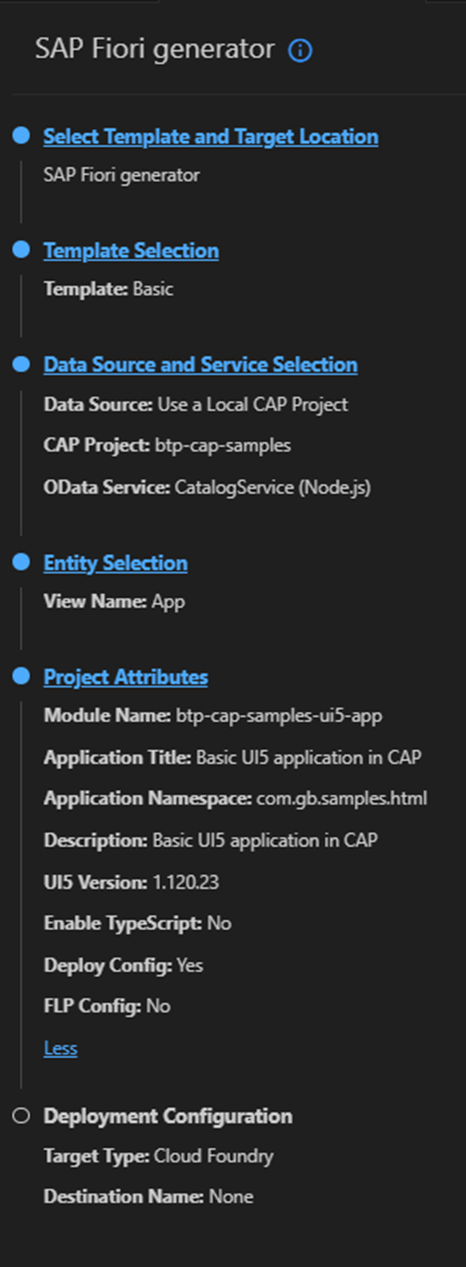 SAP Fiori generator
Select Template and Target Location
SAP Fiori generator
Template Selection
Template: Basic
Data Source and Service Selection
Data Source: Use a Local CAP Project
CAP Project: btp-cap-samples
OData Service: CatalogService (Node.js)
Entity Selection
View Name: App
Project Attributes
Module Name: btp-cap-samples-ui5-app
Application Title: Basic UI5 application in CAP
Application Namespace: com.gb.samples.html
Description: Basic UI5 application in CAP
UI5 Version: 1.120.23
Enable TypeScript: No
Deploy Config: Yes
FLP Config: No
Less
Deployment Configuration
Target Type: Cloud Foundry
Destination Name: None